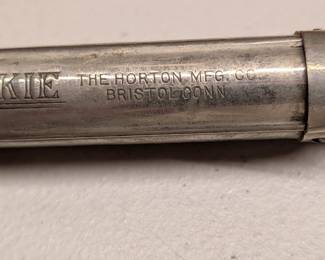 KIE THE HORTON MFG. CO.
BRISTOL CONN.